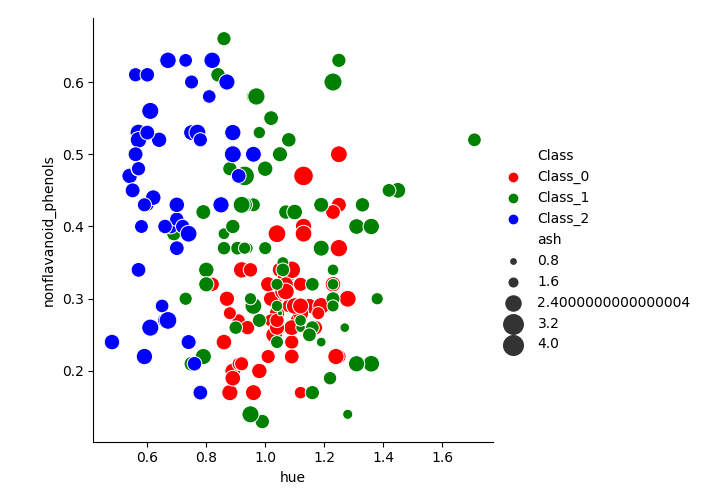 0.6
0.5
0.4
0.3
0.2
nonflavanoid_phenols
0.6 0.8 1.0 1.2 1.4 1.6
hue
Class
Class_0
Class_1
Class_2
ash
0.8
1.6
2.4000000000000004
3.2
4.0